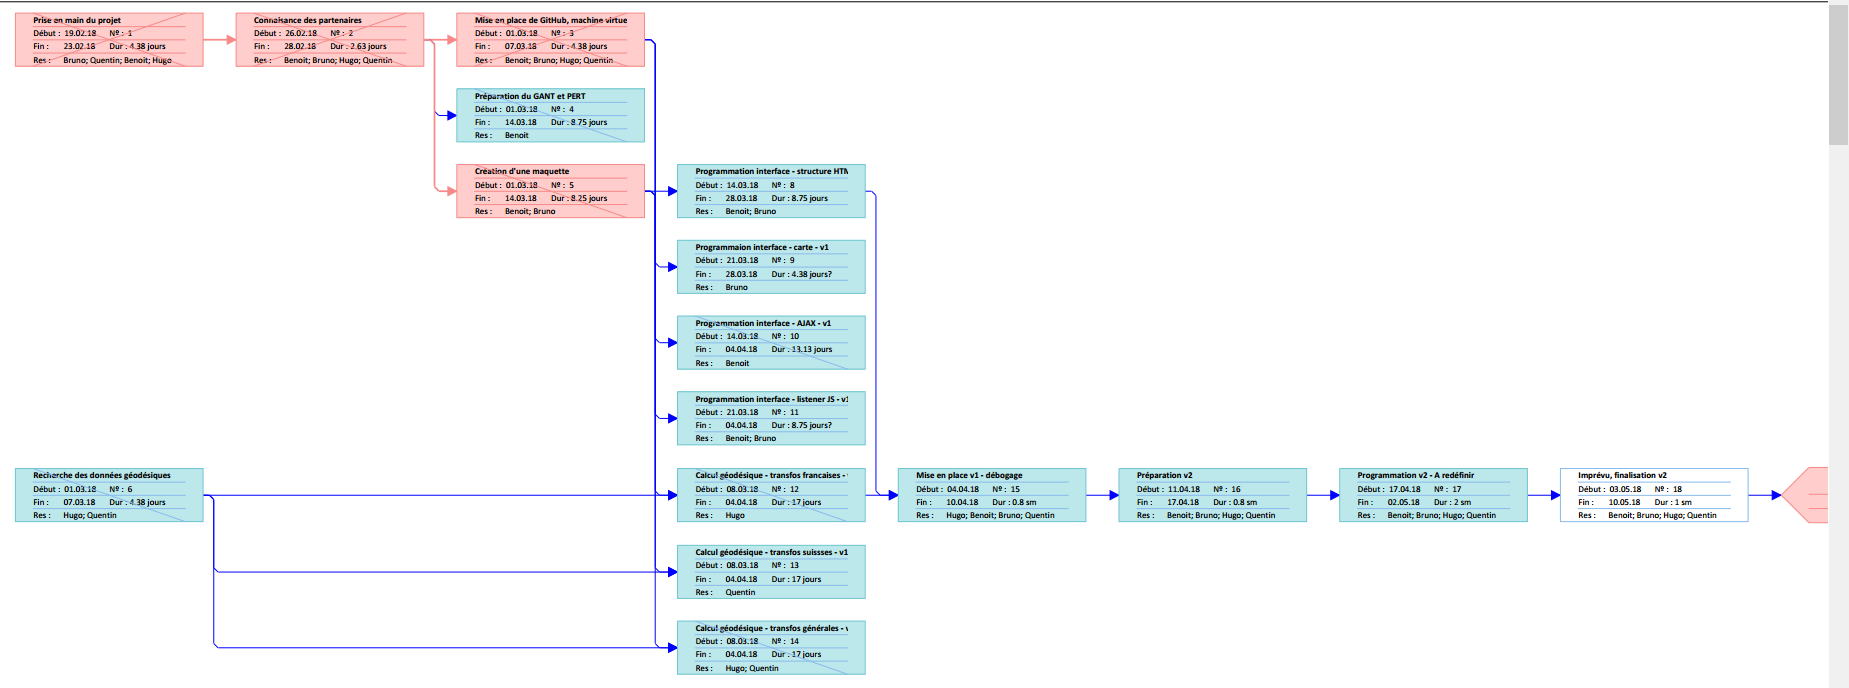 Prise en main du projet
Début : 19.02.18 Nº : 1
Fin : 23.02.18 Dur : 4.38 jours
Res : Bruno; Quentin; Benoit; Hugo
Connaisance des partenaires
Début : 26.02.18 Nº : 2
Fin : 28.02.18 Dur : 2.63 jours
Res : Benoit; Bruno; Hugo; Quentin
Mise en place de GitHub, machine virtue
Début : 01.03.18 Nº : 3
Fin : 07.03.18 Dur : 4.38 jours
Res : Benoit; Bruno; Hugo; Quentin
Préparation du GANT et PERT
Début : 01.03.18 Nº : 4
Fin : 14.03.18 Dur : 8.75 jours
Res : Benoit
Création d'une maquette
Début : 01.03.18 Nº : 5
Fin : 14.03.18 Dur : 8.25 jours
Res : Benoit; Bruno
Programmation interface - structure HTM
Début : 14.03.18 Nº : 8
Fin : 28.03.18 Dur : 8.75 jours
Res : Benoit; Bruno
Programmaion interface - carte - v1
Début : 21.03.18 Nº : 9
Fin : 28.03.18 Dur : 4.38 jours?
Res : Bruno
Programmation interface - AJAX - v1
Début : 14.03.18 Nº : 10
Fin : 04.04.18 Dur : 13.13 jours
Res : Benoit
Programmation interface - listener JS - v1
Début : 21.03.18 Nº : 11
Fin : 04.04.18 Dur : 8.75 jours?
Res : Benoit; Bruno
Recherche des données géodésiques
Début : 01.03.18 Nº : 6
Fin : 07.03.18 Dur : 4.38 jours
Res : Hugo; Quentin
Calcul géodésique - transfos francaises -
Début : 08.03.18 Nº : 12
Fin : 04.04.18 Dur : 17 jours
Res : Hugo
Mise en place v1 - débogage
Début : 04.04.18 Nº : 15
Fin : 10.04.18 Dur : 0.8 sm
Res : Hugo; Benoit; Bruno; Quentin
Préparation v2
Début : 11.04.18 Nº : 16
Fin : 17.04.18 Dur : 0.8 sm
Res : Benoit; Bruno; Hugo; Quentin
Programmation v2 - A redéfinir
Début : 17.04.18 Nº : 17
Fin : 02.05.18 Dur : 2 sm
Res : Benoit; Bruno; Hugo; Quentin
Imprévu, finalisation v2
Début : 03.05.18 Nº : 18
Fin : 10.05.18 Dur : 1 sm
Res : Benoit; Bruno; Hugo; Quentin
Calcul géodésique - transfos suissses - v1
Début : 08.03.18 Nº : 13
Fin : 04.04.18 Dur : 17 jours
Res : Quentin
Calcul géodésique - transfos générales -
Début : 08.03.18 Nº : 14
Fin : 04.04.18 Dur : 17 jours
Res : Hugo; Quentin